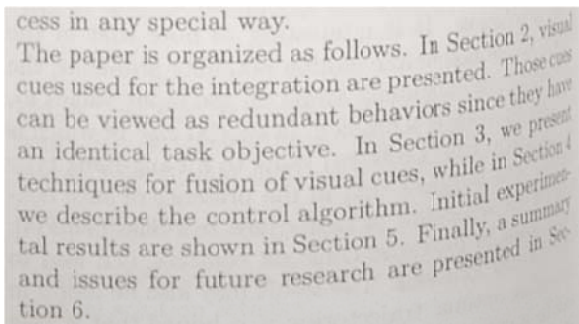 cess in any special way.
The paper is organized as follows. In Section 2, visual
cues used for the integration are presented. Those cues
can be viewed as redundant behaviors since they have
an identical task objective. In Section 3, we present
techniques for fusion of visual cues, while in Section 4
we describe the control algorithm. Initial experimen-
tal results are shown in Section 5. Finally, a summary
and issues for future research are presented in Sec-
tion 6.